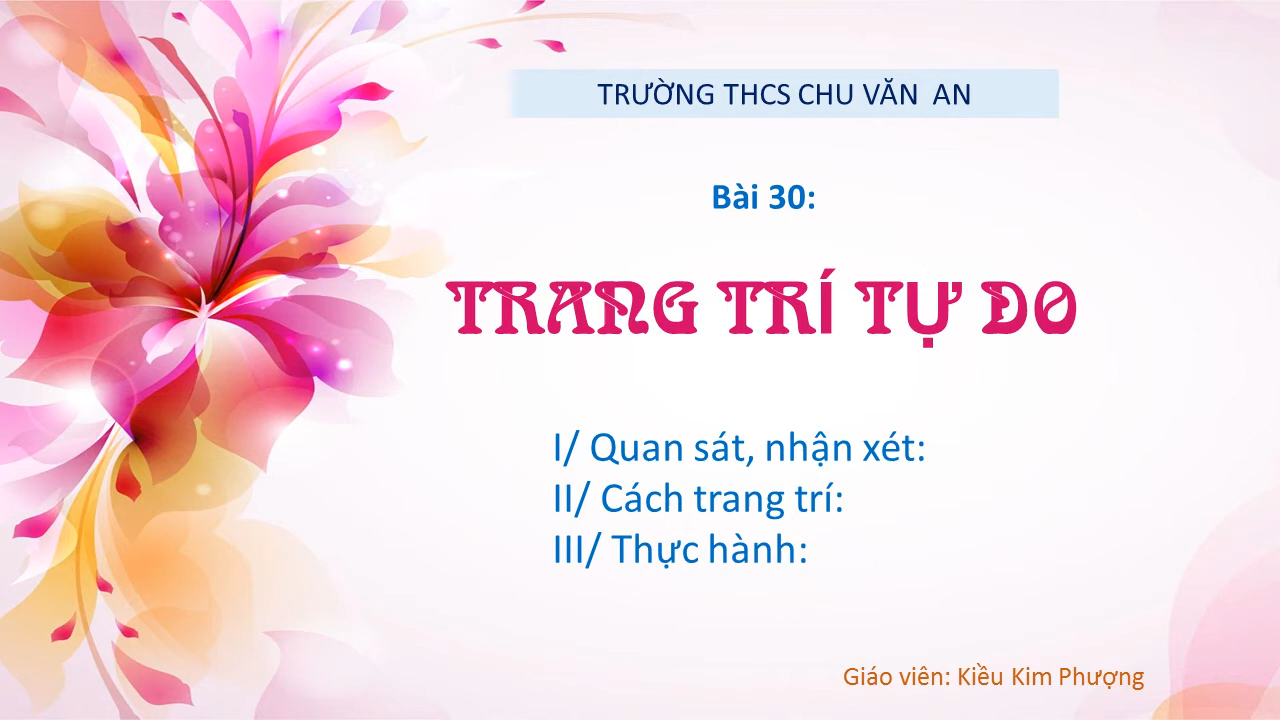 TRƯỜNG THCS CHU VĂN AN
Bài 30:
TRANG TRÍ TỰ DO
I/ Quan sát, nhận xét:
II/ Cách trang trí:
III/ Thực hành:
Giáo viên: Kiều Kim Phượng